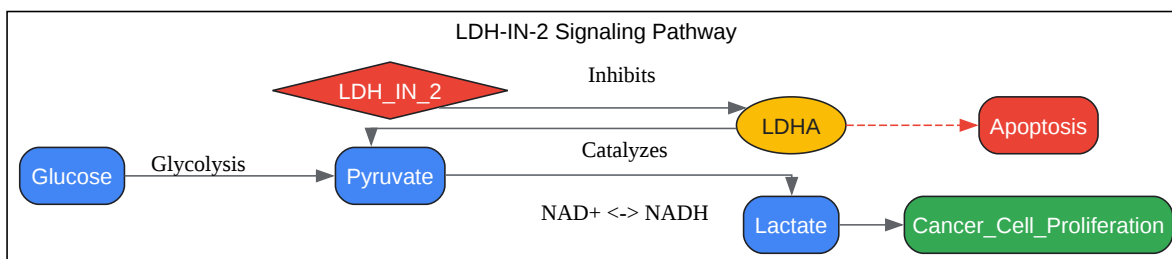 LDH-IN-2 Signaling Pathway
Inhibits
LDH_IN_2
LDHA
Apoptosis
Catalyzes
Glucose
Glycolysis
Pyruvate
NAD+ <-> NADH
Lactate
Cancer_Cell_Proliferation